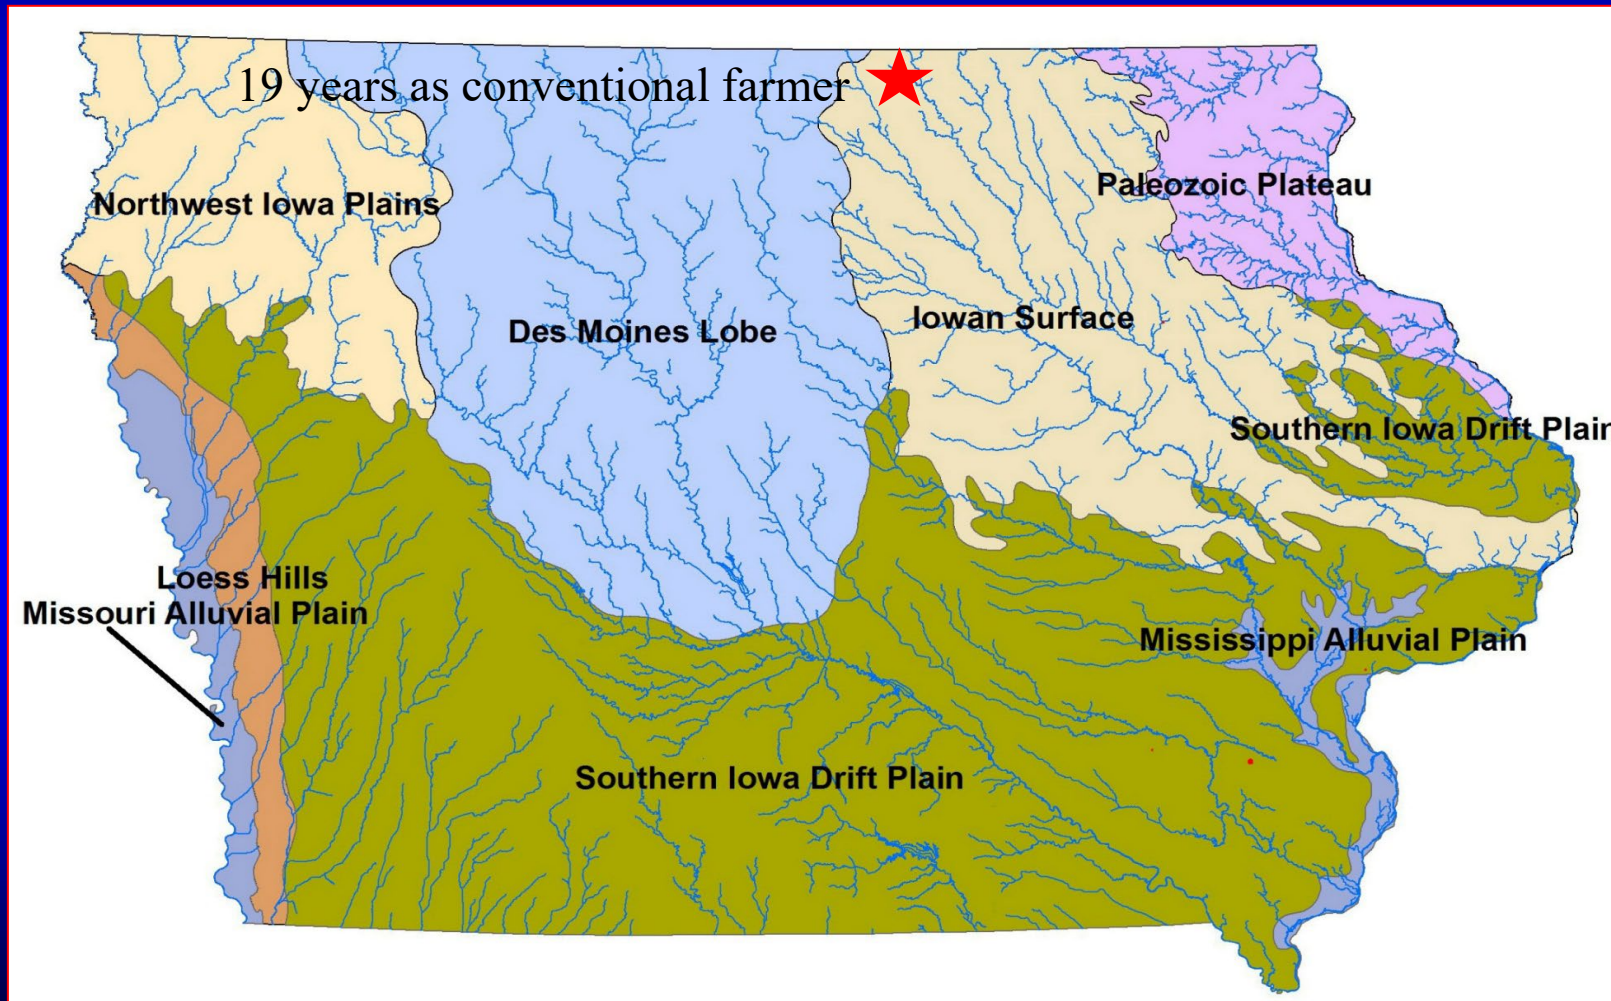 19 years as conventional farmer
Northwest Iowa Plains
Paleozoic Plateau
Des Moines Lobe
Iowan Surface
Southern Iowa Drift Plain
Loess Hills
Missouri Alluvial Plain
Mississippi Alluvial Plain
Southern Iowa Drift Plain